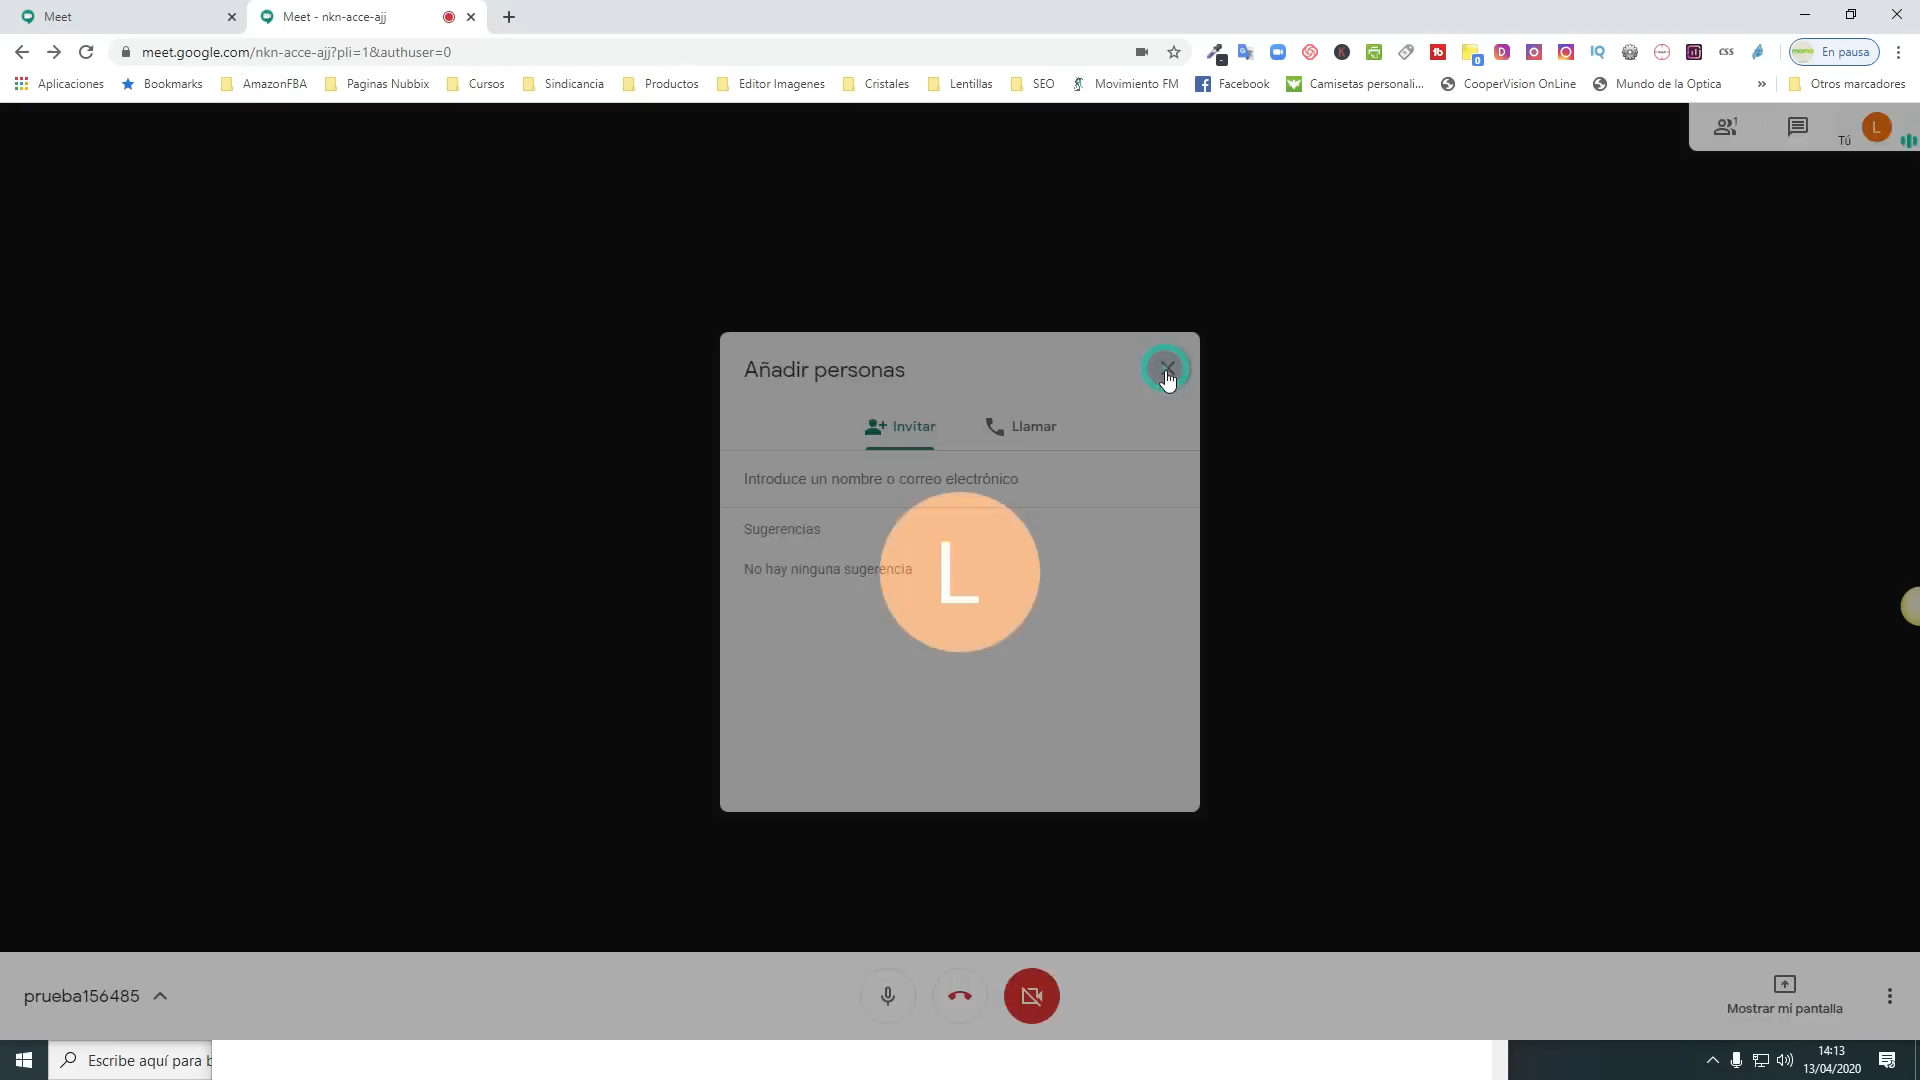 Meet
Meet - nkn-acce-ajj
meet.google.com/nkn-acce-ajj?pli=1&authuser=0
En pausa
Aplicaciones
Bookmarks
AmazonFBA
Paginas Nubbix
Cursos
Sindicancia
Productos
Editor Imagenes
Cristales
Lentillas
SEO
Movimiento FM
Facebook
Camisetas personali...
CooperVision OnLine
Mundo de la Optica
»
Otros marcadores
1
Tú
L
Añadir personas
Invitar
Llamar
Introduce un nombre o correo electrónico
Sugerencias
No hay ninguna sugerencia
L
prueba156485
Mostrar mi pantalla
Escribe aquí para b
14:13
13/04/2020